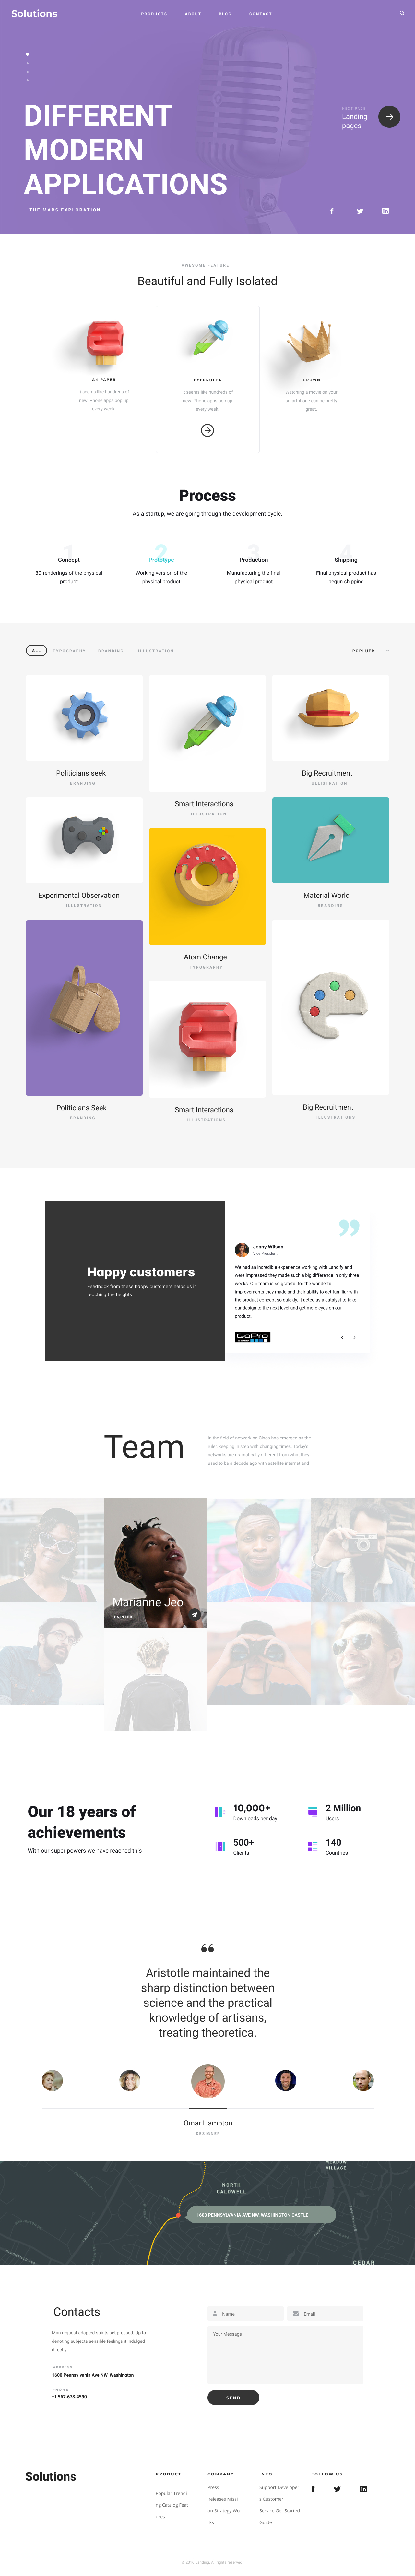 Solutions
PRODUCTS ABOUT BLOG CONTACT
DIFFERENT
MODERN
APPLICATIONS
THE MARS EXPLORATION
NEXT PAGE
Landing
pages
AWESOME FEATURE
Beautiful and Fully Isolated
A4 PAPER
It seems like hundreds of
new iPhone apps pop up
every week.
EYEDROPER
It seems like hundreds of
new iPhone apps pop up
every week.
CROWN
Watching a movie on your
smartphone can be pretty
great
Process
As a startup, we are going through the development cycle.
1
Concept
3D renderings of the physical
product
2
Prototype
Working version of the
physical product
3
Production
Manufacturing the final
physical product
4
Shipping
Final physical product has
begun shipping
ALL TYPOGRAPHY BRANDING ILLUSTRATION
POPLUER
Politicians seek
BRANDING
Smart Interactions
ILLUSTRATION
Big Recruitment
ULLISTRATION
Experimental Observation
ILLUSTRATION
Atom Change
TYPOGRAPHY
Material World
BRANDING
Politicians Seek
BRANDING
Smart Interactions
ILLUSTRATIONS
Big Recruitment
ILLUSTRATIONS
Happy customers
Feedback from these happy customers helps us in
reaching the heights
Jenny Wilson
Vice President
We had an incredible experience working with Landify and
were impressed they made such a big difference in only three
weeks. Our team is so grateful for the wonderful
improvements they made and their ability to get familiar with
the product concept so quickly. It acted as a catalyst to take
our design to the next level and get more eyes on our
product.
GoPro
Team
In the field of networking Cisco has emerged as the
ruler, keeping in step with changing times. Today's
networks are dramatically different from what they
used to be a decade ago with satellite internet and
Marianne Jeo
PAINTER
Our 18 years of
achievements
With our super powers we have reached this
10,000+
Downloads per day
2 Million
Users
500+
Clients
140
Countries
Aristotle maintained the
sharp distinction between
science and the practical
knowledge of artisans,
treating theoretica.
Omar Hampton
DESIGNER
MEADOW
VILLAGE
NORTH
CALDWELL
1600 PENNSYLVANIA AVE NW, WASHINGTON CASTLE
CEDAR
Contacts
Man request adapted spirits set pressed. Up to
denoting subjects sensible feelings it indulged
directly.
ADDRESS
1600 Pennsylvania Ave NW, Washington
PHONE
+1 567-678-4590
Name
Email
Your Message
SEND
Solutions
PRODUCT
Popular Trendi
ng Catalog Feat
ures
COMPANY
Press
Releases Missi
on Strategy Wo
rks
INFO
Support Developer
s Customer
Service Ger Started
Guide
FOLLOW US